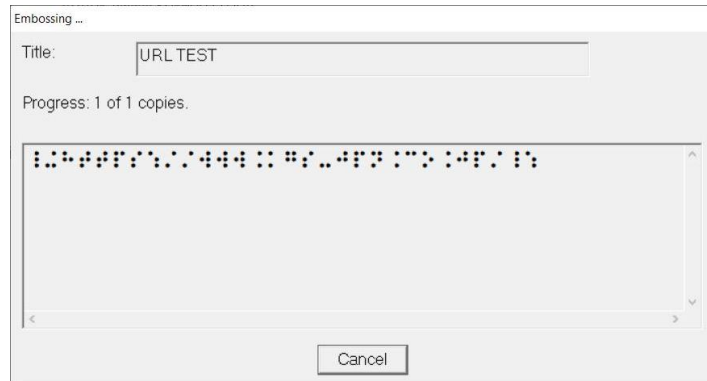 Embossing ...
Title: URL TEST
Progress: 1 of 1 copies.
Cancel